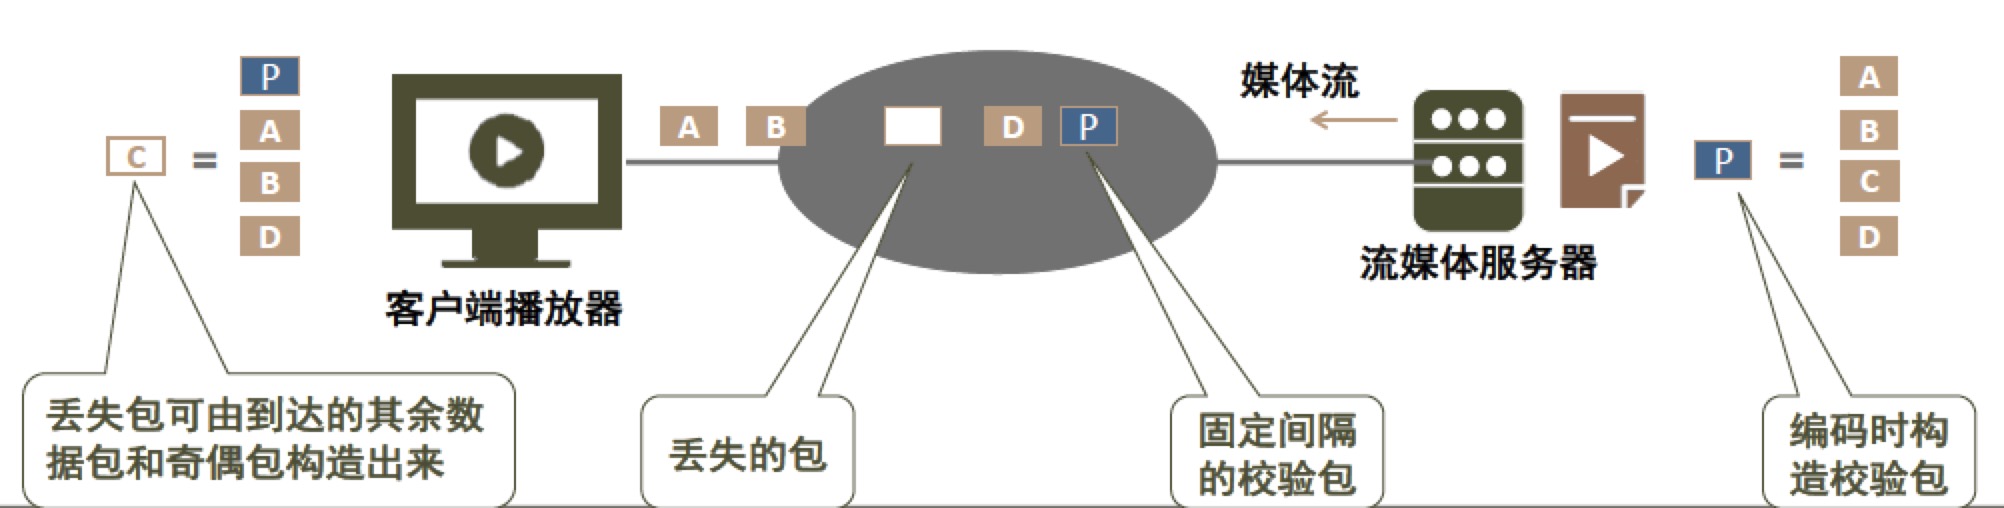 P
A
B
D
C
=
客户端播放器
A
B
D
P
媒体流
流媒体服务器
P
=
A
B
C
D
丢失包可由到达的其余数
据包和奇偶包构造出来
丢失的包
固定间隔
的校验包
编码时构
造校验包